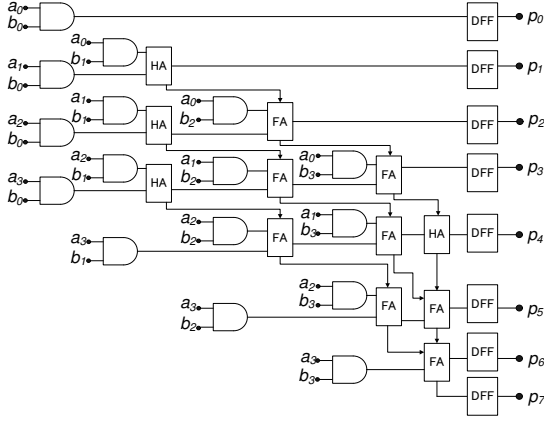 a0 DFF p0
b0
a0
b1 HA DFF p1
a1
b0
a1 a0
b1 HA b2 FA DFF p2
a2
b0
a2 a1 a0
b1 HA b2 FA b3 FA DFF p3
a3
b0
a2 a1
b2 FA b3 FA HA DFF p4
a3
b1
a2
b3 FA FA DFF p5
a3
b2
a3 FA DFF p6
b3
DFF p7